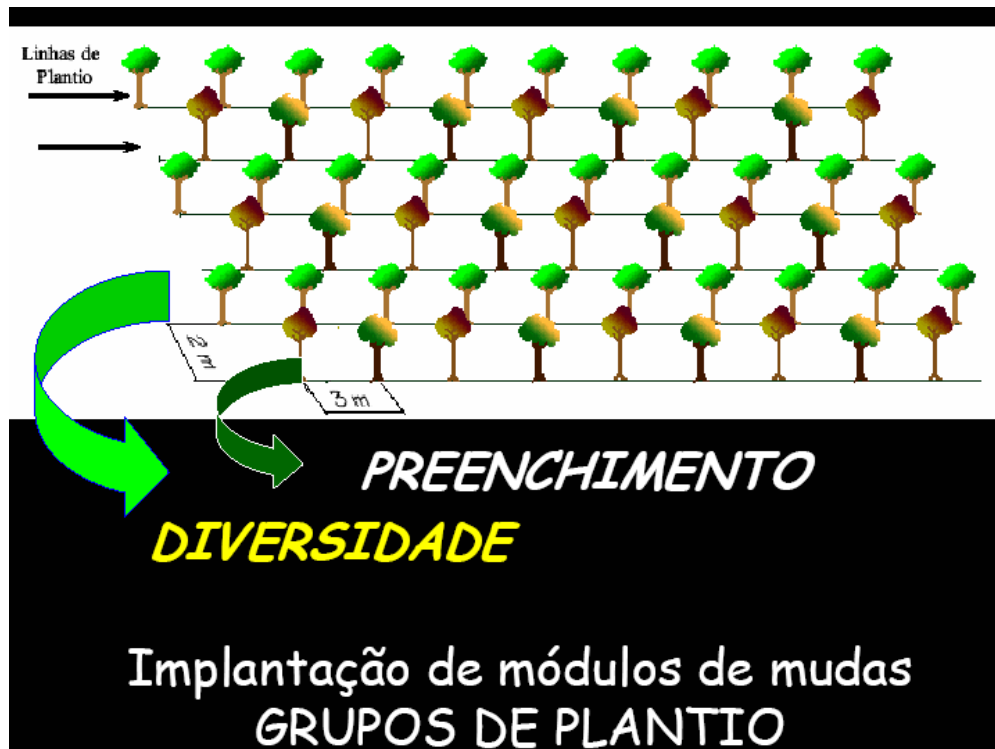 Linhas de
Plantio
2 m
3 m
PREENCHIMENTO
DIVERSIDADE
Implantação de módulos de mudas
GRUPOS DE PLANTIO